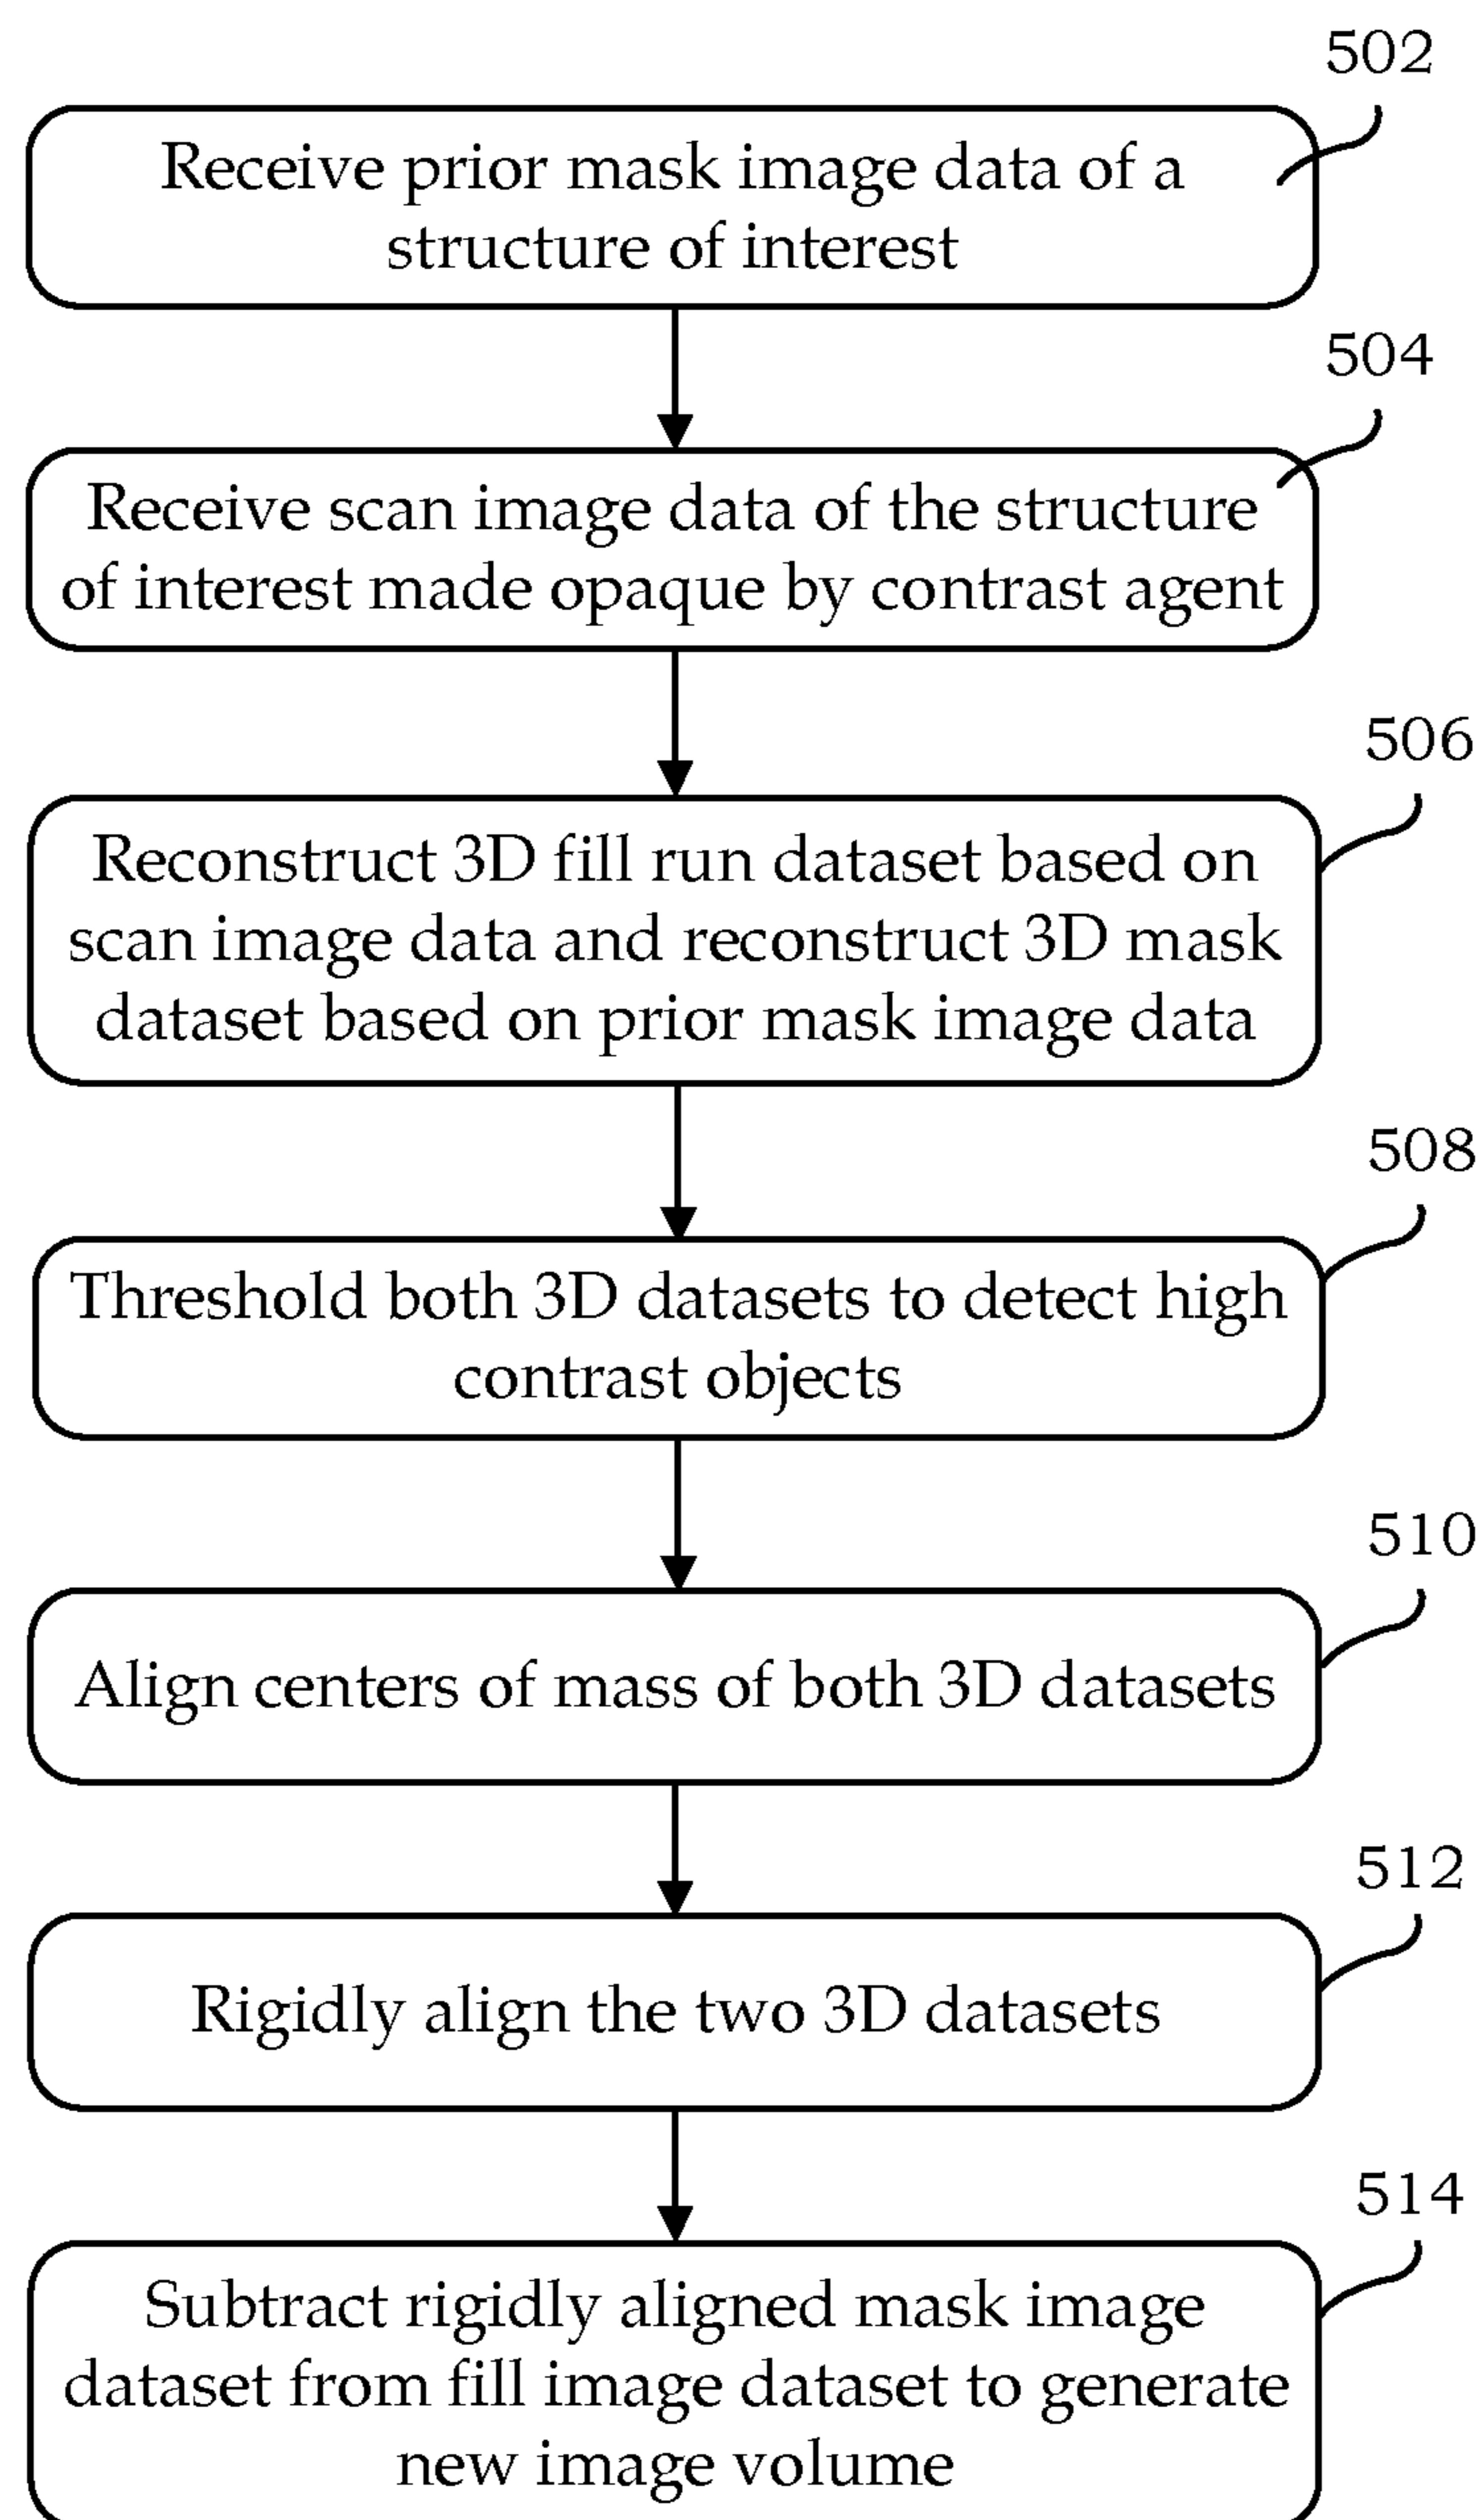 502
Receive prior mask image data of a
structure of interest
504
Receive scan image data of the structure
of interest made opaque by contrast agent
506
Reconstruct 3D fill run dataset based on
scan image data and reconstruct 3D mask
dataset based on prior mask image data
508
Threshold both 3D datasets to detect high
contrast objects
510
Align centers of mass of both 3D datasets
512
Rigidly align the two 3D datasets
514
Subtract rigidly aligned mask image
dataset from fill image dataset to generate
new image volume